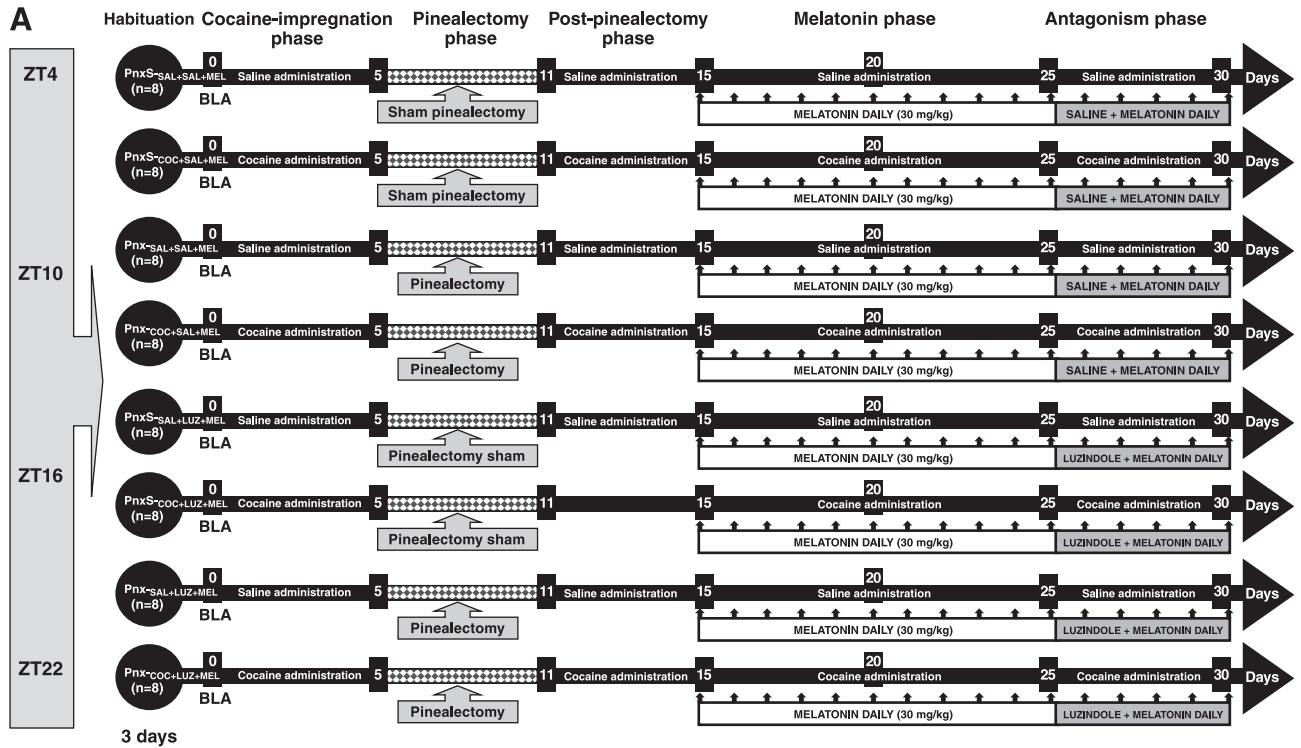 A
Habituation Cocaine-impregnation phase Pinealectomy phase Post-pinealectomy phase Melatonin phase Antagonism phase
ZT4
ZT10
ZT16
ZT22
PnxS-SAL+SAL+MEL (n=8) 0 Saline administration 5 11 Saline administration 15 20 Saline administration 25 Saline administration 30 Days
BLA Sham pinealectomy MELATONIN DAILY (30 mg/kg) SALINE + MELATONIN DAILY
PnxS-COC+SAL+MEL (n=8) 0 Cocaine administration 5 11 Cocaine administration 15 20 Cocaine administration 25 Cocaine administration 30 Days
BLA Sham pinealectomy MELATONIN DAILY (30 mg/kg) SALINE + MELATONIN DAILY
Pnx-SAL+SAL+MEL (n=8) 0 Saline administration 5 11 Saline administration 15 20 Saline administration 25 Saline administration 30 Days
BLA Pinealectomy MELATONIN DAILY (30 mg/kg) SALINE + MELATONIN DAILY
Pnx-COC+SAL+MEL (n=8) 0 Cocaine administration 5 11 Cocaine administration 15 20 Cocaine administration 25 Cocaine administration 30 Days
BLA Pinealectomy MELATONIN DAILY (30 mg/kg) SALINE + MELATONIN DAILY
PnxS-SAL+LUZ+MEL (n=8) 0 Saline administration 5 11 Saline administration 15 20 Saline administration 25 Saline administration 30 Days
BLA Pinealectomy sham MELATONIN DAILY (30 mg/kg) LUZINDOLE + MELATONIN DAILY
PnxS-COC+LUZ+MEL (n=8) 0 Cocaine administration 5 11 15 20 Cocaine administration 25 Cocaine administration 30 Days
BLA Pinealectomy sham MELATONIN DAILY (30 mg/kg) LUZINDOLE + MELATONIN DAILY
Pnx-SAL+LUZ+MEL (n=8) 0 Saline administration 5 11 Saline administration 15 20 Saline administration 25 Saline administration 30 Days
BLA Pinealectomy MELATONIN DAILY (30 mg/kg) LUZINDOLE + MELATONIN DAILY
Pnx-COC+LUZ+MEL (n=8) 0 Cocaine administration 5 11 Cocaine administration 15 20 Cocaine administration 25 Cocaine administration 30 Days
BLA Pinealectomy MELATONIN DAILY (30 mg/kg) LUZINDOLE + MELATONIN DAILY
3 days